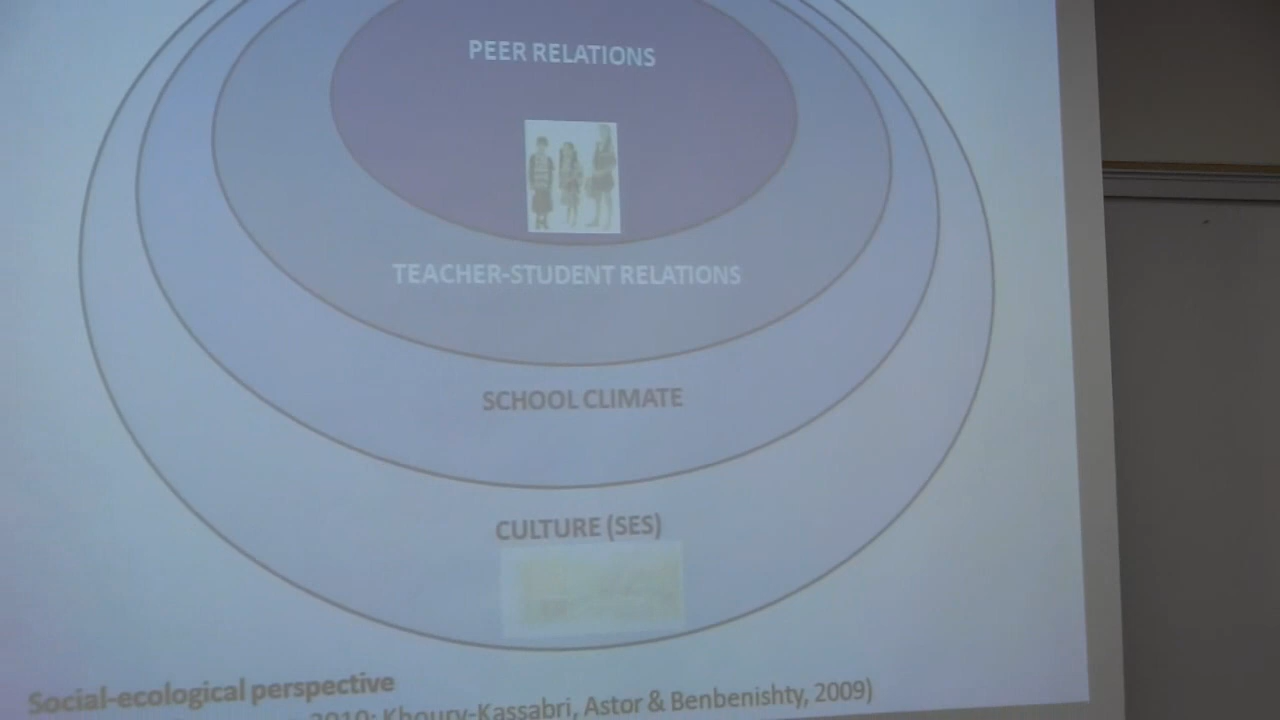 PEER RELATIONS
TEACHER-STUDENT RELATIONS
SCHOOL CLIMATE
CULTURE (SES)
Social-ecological perspective
2010; Khoury-Kassabri, Astor & Benbenishty, 2009)